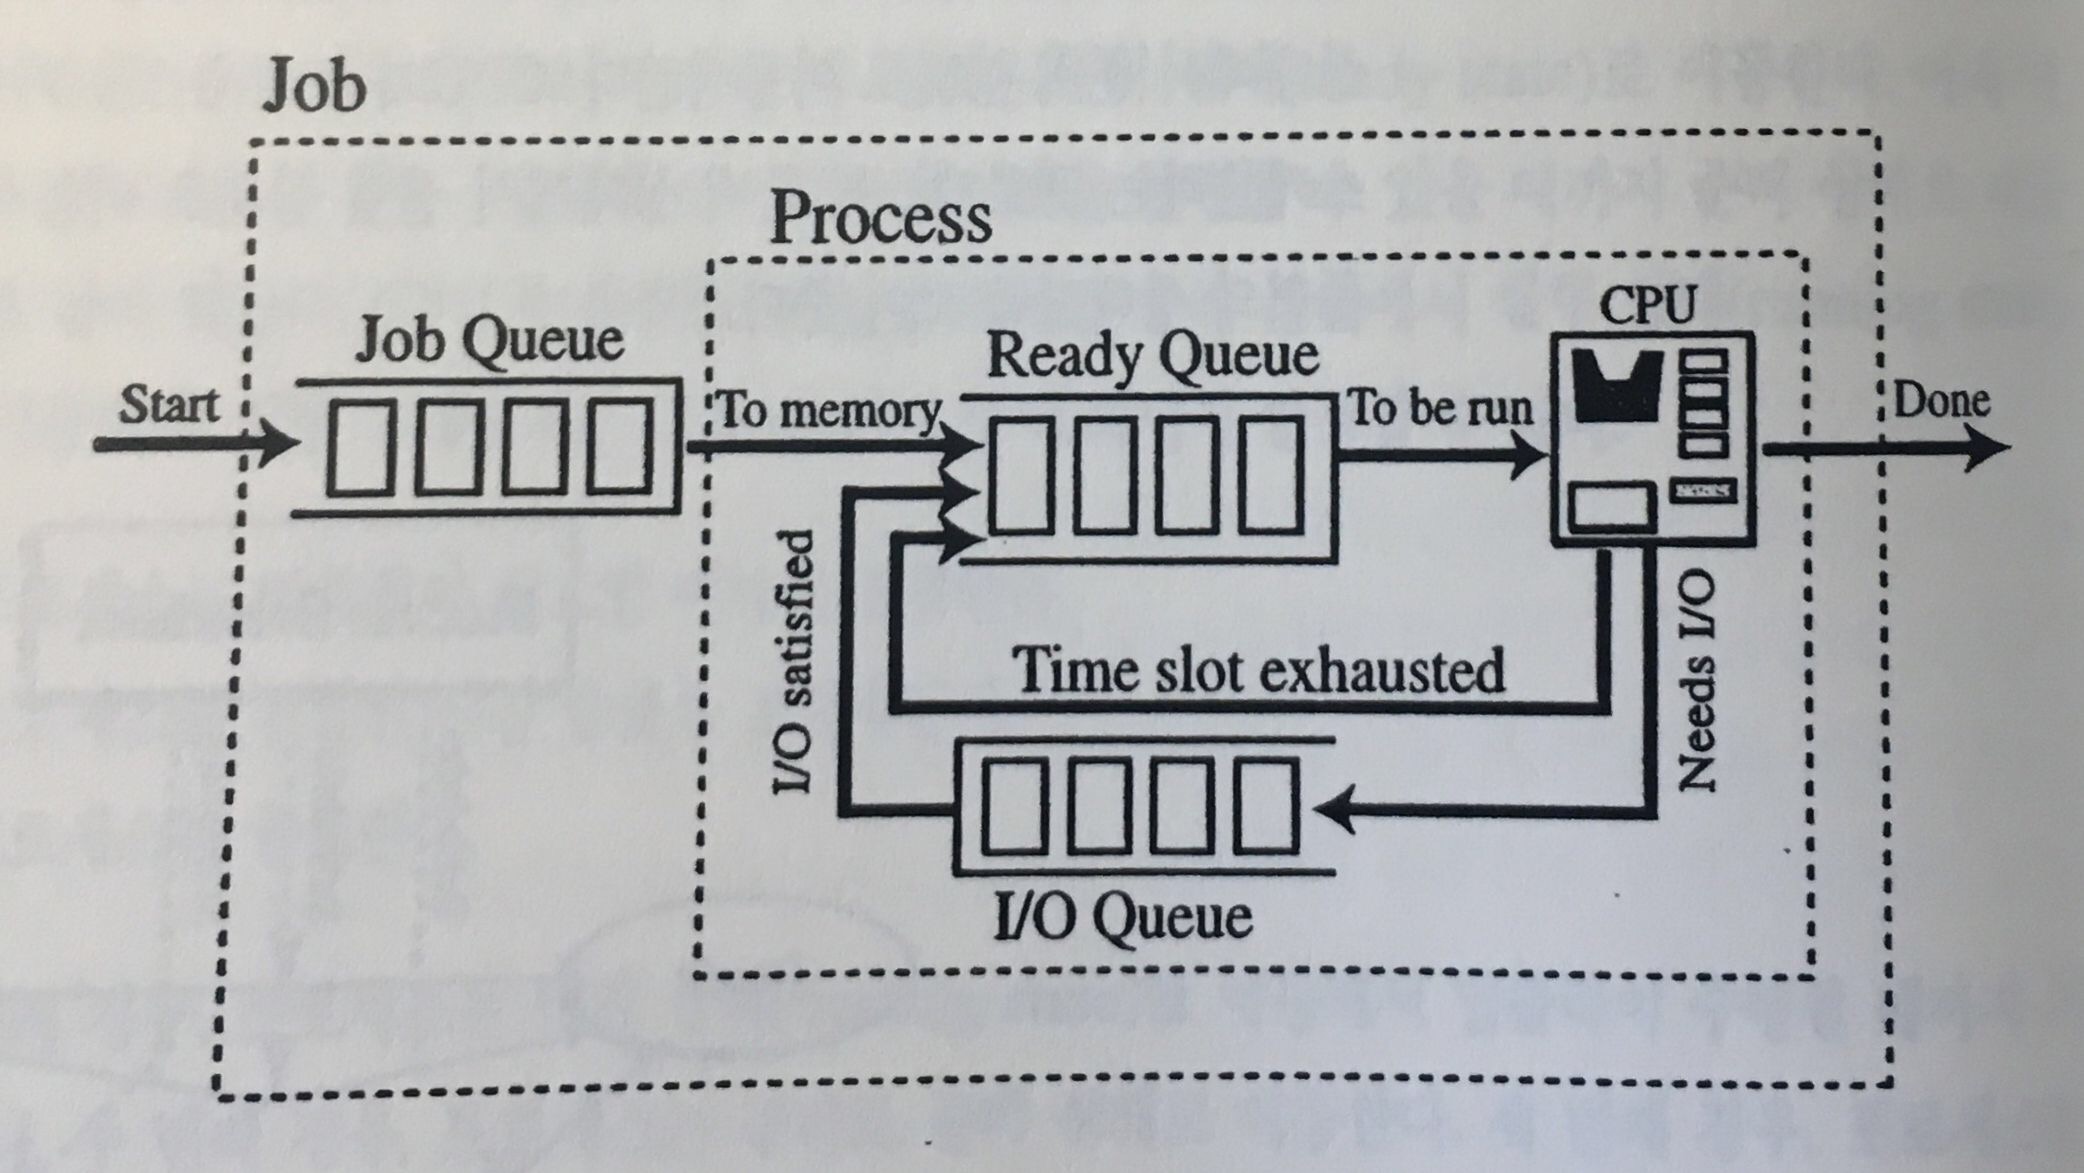 Job
Process
CPU
Job Queue
Ready Queue
Start
To memory
To be run
Done
I/O satisfied
Time slot exhausted
Needs I/O
I/O Queue